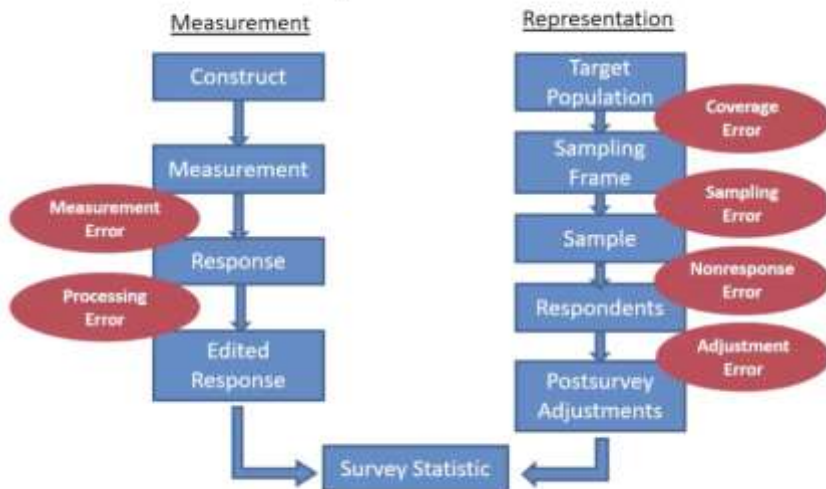 Measurement
Construct
Measurement
Measurement
Error
Response
Processing
Error
Edited
Response
Representation
Target
Population
Coverage
Error
Sampling
Frame
Sampling
Error
Sample
Nonresponse
Error
Respondents
Adjustment
Error
Postsurvey
Adjustments
Survey Statistic